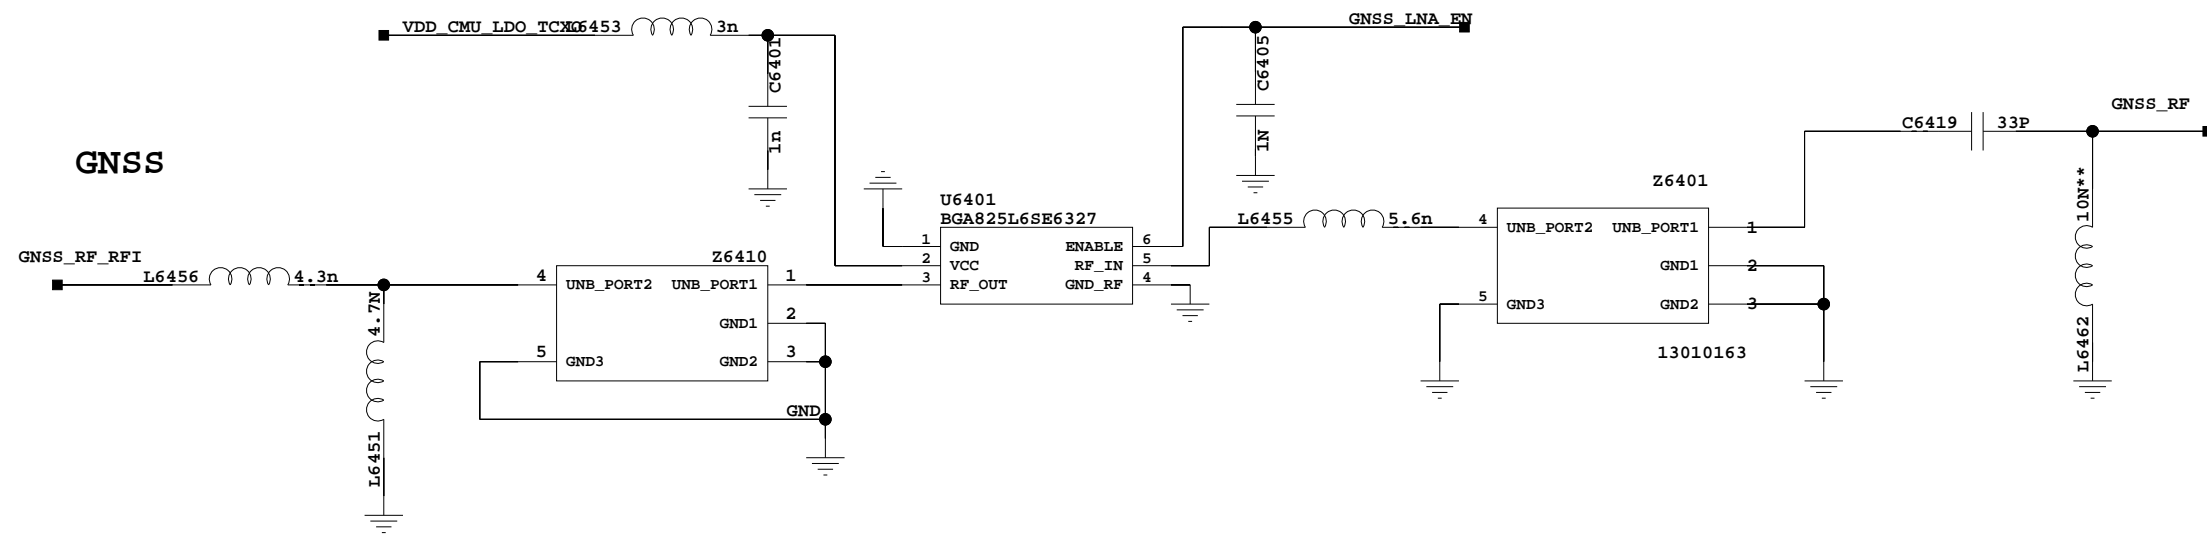 VDD_CMU_LDO_TCXO
L6453
3n
C6401
1n
GNSS_LNA_EN
C6405
1N
GNSS_RF
C6419
33P
GNSS
10N**
L6462
Z6401
U6401
BGA825L6SE6327
L6455
5.6n
4
UNB_PORT2
UNB_PORT1
1
GND1
2
5
GND3
GND2
3
13010163
1
GND
ENABLE
6
2
VCC
RF_IN
5
3
RF_OUT
GND_RF
4
GNSS_RF_RFI
L6456
4.3n
4.7N
L6451
Z6410
4
UNB_PORT2
UNB_PORT1
1
GND1
2
5
GND3
GND2
3
GND